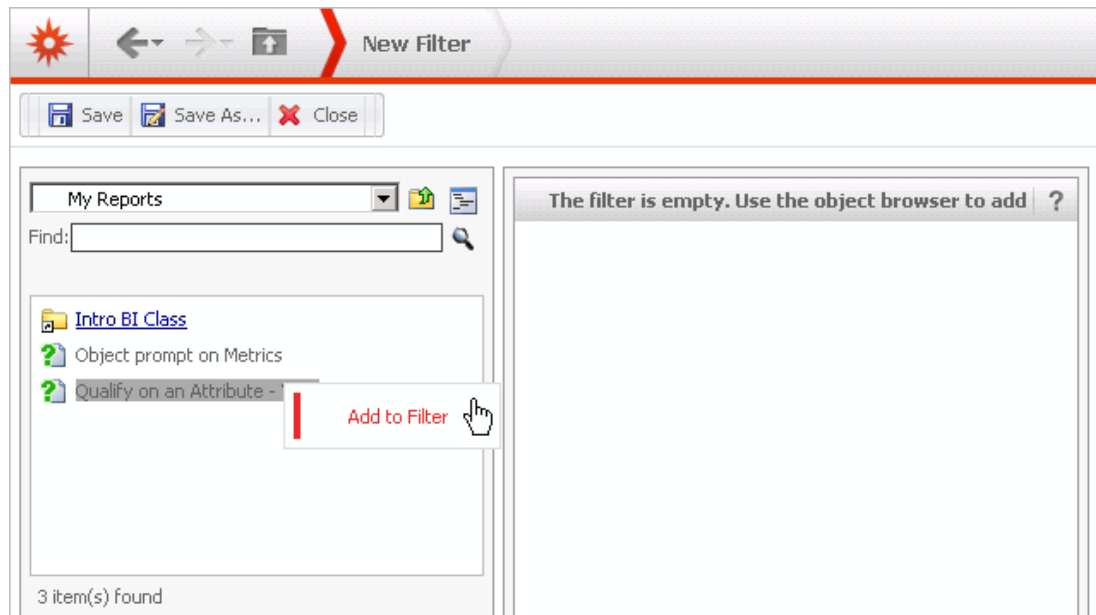 New Filter
Save Save As... Close
My Reports
Find:
Intro BI Class
Object prompt on Metrics
Qualify on an Attribute -
Add to Filter
3 item(s) found
The filter is empty. Use the object browser to add ?